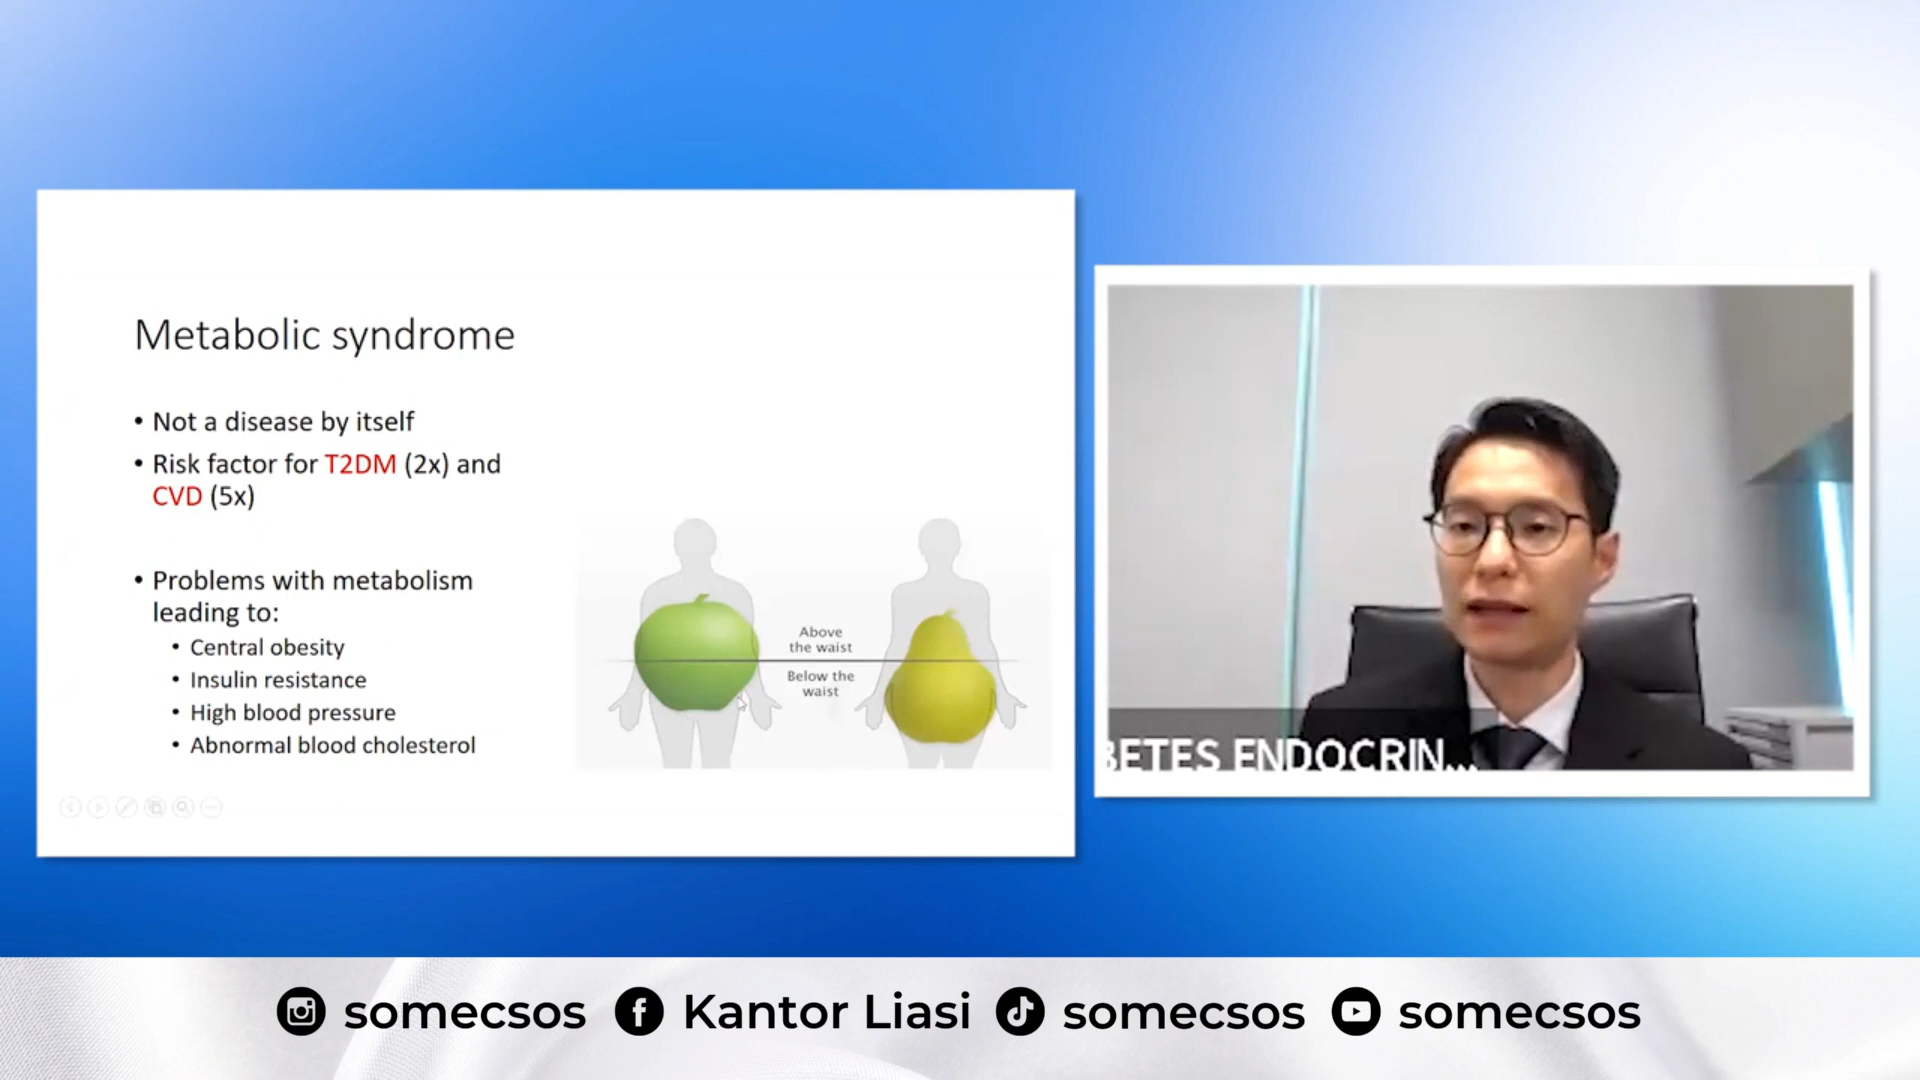 Metabolic syndrome
• Not a disease by itself
• Risk factor for T2DM (2x) and
CVD (5x)
• Problems with metabolism
leading to:
• Central obesity
• Insulin resistance
• High blood pressure
• Abnormal blood cholesterol
Above
the waist
Below the
waist
BETES ENDOCRIN...
somecsos
Kantor Liasi
somecsos
somecsos